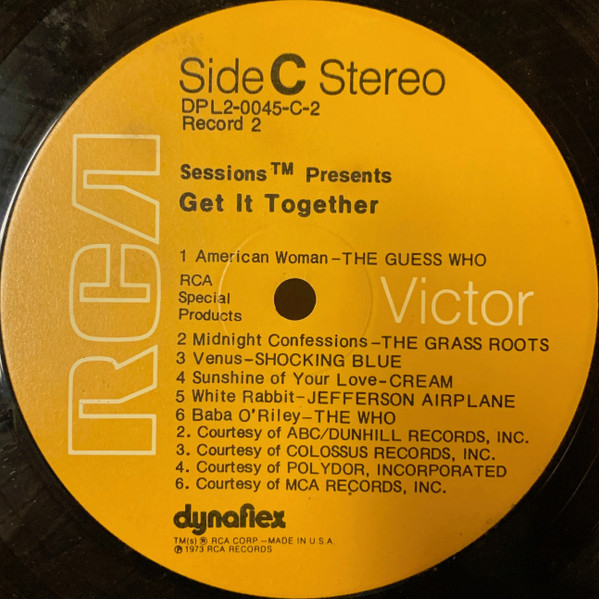 Side C Stereo
DPL2-0045-C-2
Record 2
Sessions™ Presents
Get It Together
1 American Woman–THE GUESS WHO
RCA
Special
Products
Victor
2 Midnight Confessions–THE GRASS ROOTS
3 Venus–SHOCKING BLUE
4 Sunshine of Your Love–CREAM
5 White Rabbit–JEFFERSON AIRPLANE
6 Baba O'Riley–THE WHO
2. Courtesy of ABC/DUNHILL RECORDS, INC.
3. Courtesy of COLOSSUS RECORDS, INC.
4. Courtesy of POLYDOR, INCORPORATED
6. Courtesy of MCA RECORDS, INC.
dynaflex
TM(s) ® RCA CORP.–MADE IN U.S.A.
℗ 1973 RCA RECORDS
RCA